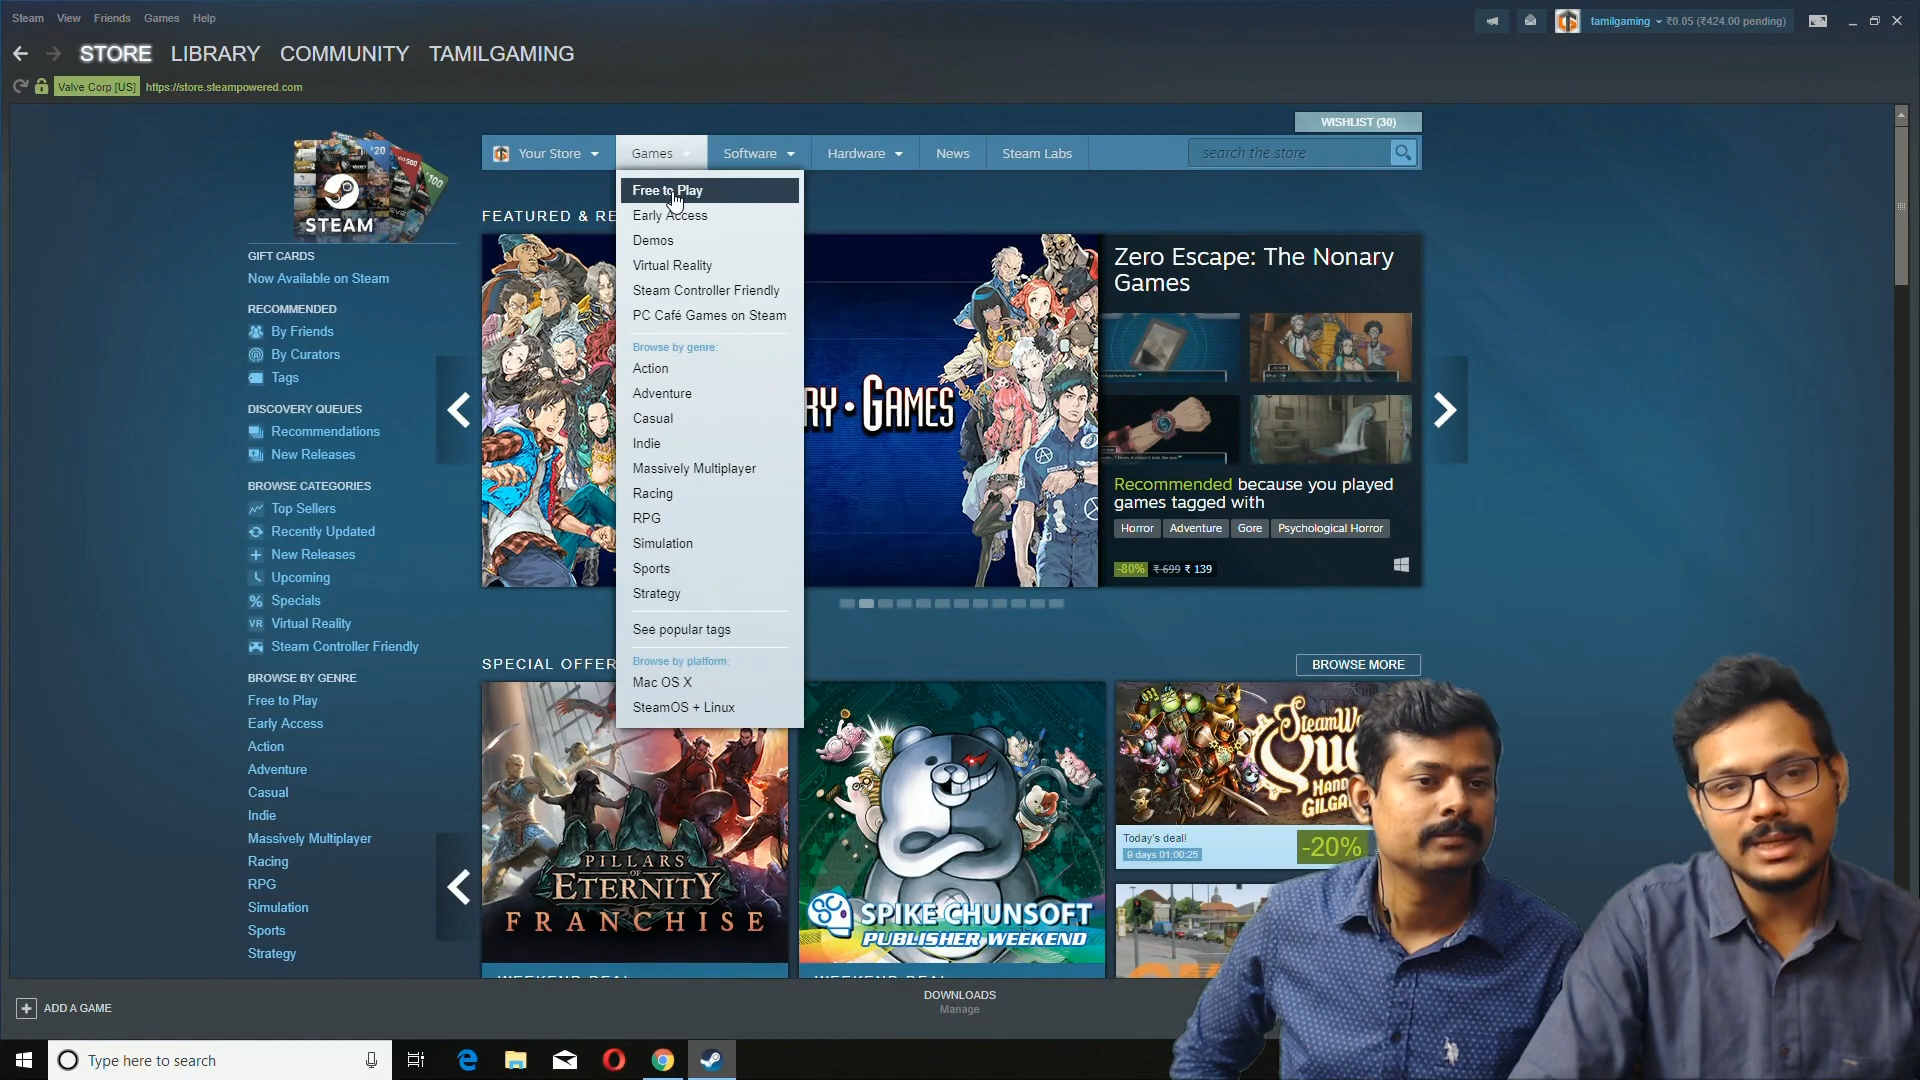 Steam View Friends Games Help
tamilgaming ₹0.05 (₹424.00 pending)
STORE LIBRARY COMMUNITY TAMILGAMING
Valve Corp [US] https://store.steampowered.com
WISHLIST (30)
Your Store Games Software Hardware News Steam Labs search the store
STEAM
GIFT CARDS
Now Available on Steam
RECOMMENDED
By Friends
By Curators
Tags
DISCOVERY QUEUES
Recommendations
New Releases
BROWSE CATEGORIES
Top Sellers
Recently Updated
New Releases
Upcoming
Specials
VR Virtual Reality
Steam Controller Friendly
BROWSE BY GENRE
Free to Play
Early Access
Action
Adventure
Casual
Indie
Massively Multiplayer
Racing
RPG
Simulation
Sports
Strategy
Free to Play
Early Access
Demos
Virtual Reality
Steam Controller Friendly
PC Café Games on Steam
Browse by genre:
Action
Adventure
Casual
Indie
Massively Multiplayer
Racing
RPG
Simulation
Sports
Strategy
See popular tags
Browse by platform:
Mac OS X
SteamOS + Linux
FEATURED & RE
RY • GAMES
Zero Escape: The Nonary
Games
Recommended because you played
games tagged with
Horror Adventure Gore Psychological Horror
-80% ₹ 699 ₹ 139
SPECIAL OFFER
BROWSE MORE
PILLARS
OF
ETERNITY
FRANCHISE
SPIKE CHUNSOFT
PUBLISHER WEEKEND
Today's deal!
9 days 01:00:25
-20%
ADD A GAME
DOWNLOADS
Manage
Type here to search